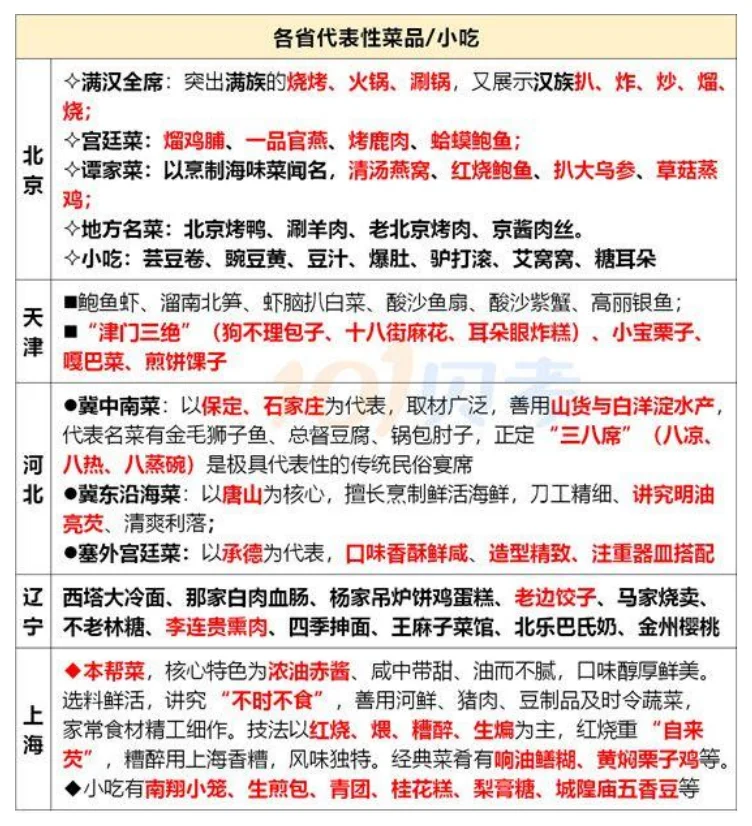 各省代表性菜品/小吃
北京
✧满汉全席：突出满族的烧烤、火锅、涮锅，又展示汉族扒、炸、炒、熘、
烧；
✧宫廷菜：熘鸡脯、一品官燕、烤鹿肉、蛤蟆鲍鱼；
✧谭家菜：以烹制海味菜闻名，清汤燕窝、红烧鲍鱼、扒大乌参、草菇蒸
鸡；
✧地方名菜：北京烤鸭、涮羊肉、老北京烤肉、京酱肉丝。
✧小吃：芸豆卷、豌豆黄、豆汁、爆肚、驴打滚、艾窝窝、糖耳朵
天津
■鲍鱼虾、溜南北笋、虾脑扒白菜、酸沙鱼扇、酸沙紫蟹、高丽银鱼；
■“津门三绝”（狗不理包子、十八街麻花、耳朵眼炸糕）、小宝栗子、
嘎巴菜、煎饼馃子
河北
●冀中南菜：以保定、石家庄为代表，取材广泛，善用山货与白洋淀水产，
代表名菜有金毛狮子鱼、总督豆腐、锅包肘子，正定“三八席”（八凉、
八热、八蒸碗）是极具代表性的传统民俗宴席
●冀东沿海菜：以唐山为核心，擅长烹制鲜活海鲜，刀工精细、讲究明油
亮芡、清爽利落；
●塞外宫廷菜：以承德为代表，口味香酥鲜咸、造型精致、注重器皿搭配
辽宁
西塔大冷面、那家白肉血肠、杨家吊炉饼鸡蛋糕、老边饺子、马家烧卖、
不老林糖、李连贵熏肉、四季抻面、王麻子菜馆、北乐巴氏奶、金州樱桃
上海
◆本帮菜，核心特色为浓油赤酱、咸中带甜、油而不腻，口味醇厚鲜美。
选料鲜活，讲究“不时不食”，善用河鲜、猪肉、豆制品及时令蔬菜，
家常食材精工细作。技法以红烧、煨、糟醉、生煸为主，红烧重“自来
芡”，糟醉用上海香糟，风味独特。经典菜肴有响油鳝糊、黄焖栗子鸡等。
◆小吃有南翔小笼、生煎包、青团、桂花糕、梨膏糖、城隍庙五香豆等
101贝考